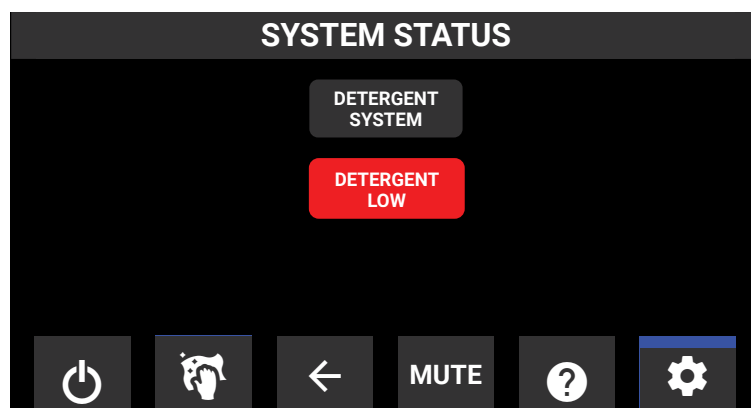 SYSTEM STATUS
DETERGENT
SYSTEM
DETERGENT
LOW
MUTE
?